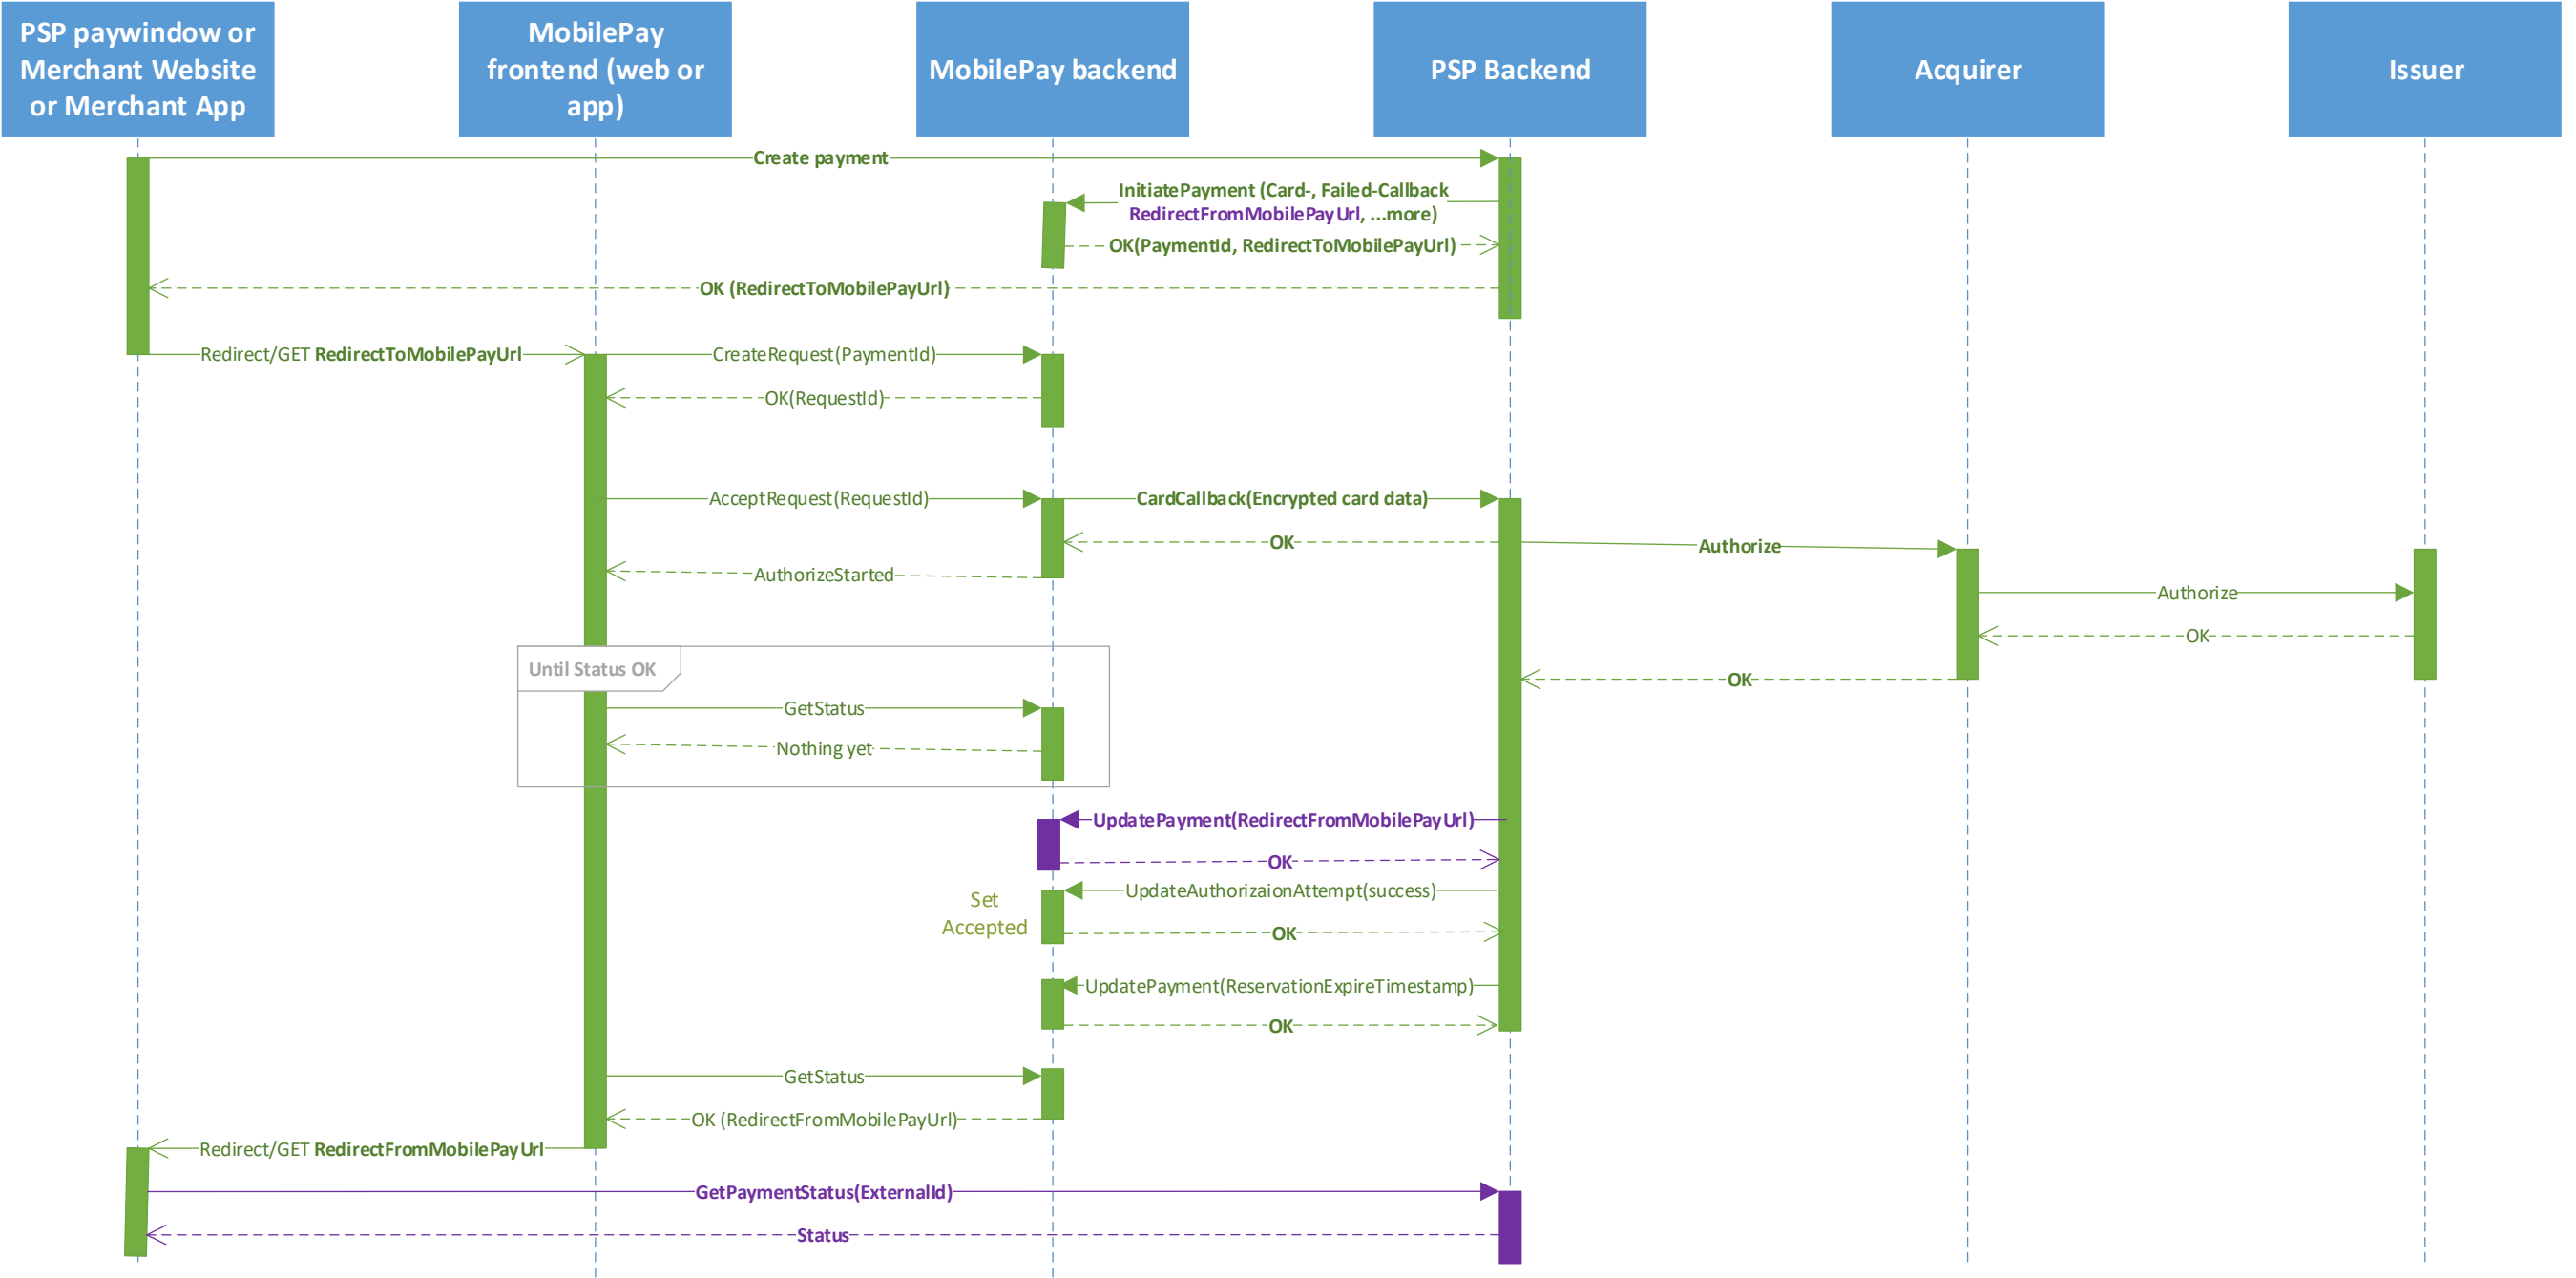 PSP paywindow or
Merchant Website
or Merchant App
MobilePay
frontend (web or
app)
MobilePay backend
PSP Backend
Acquirer
Issuer
Create payment
InitiatePayment (Card-, Failed-Callback
RedirectFromMobilePayUrl, ...more)
OK(PaymentId, RedirectToMobilePayUrl)
OK (RedirectToMobilePayUrl)
Redirect/GET RedirectToMobilePayUrl
CreateRequest(PaymentId)
OK(RequestId)
AcceptRequest(RequestId)
CardCallback(Encrypted card data)
OK
Authorize
AuthorizeStarted
Authorize
OK
OK
Until Status OK
GetStatus
Nothing yet
UpdatePayment(RedirectFromMobilePayUrl)
OK
UpdateAuthorizaionAttempt(success)
Set
Accepted
OK
UpdatePayment(ReservationExpireTimestamp)
OK
GetStatus
OK (RedirectFromMobilePayUrl)
Redirect/GET RedirectFromMobilePayUrl
GetPaymentStatus(ExternalId)
Status